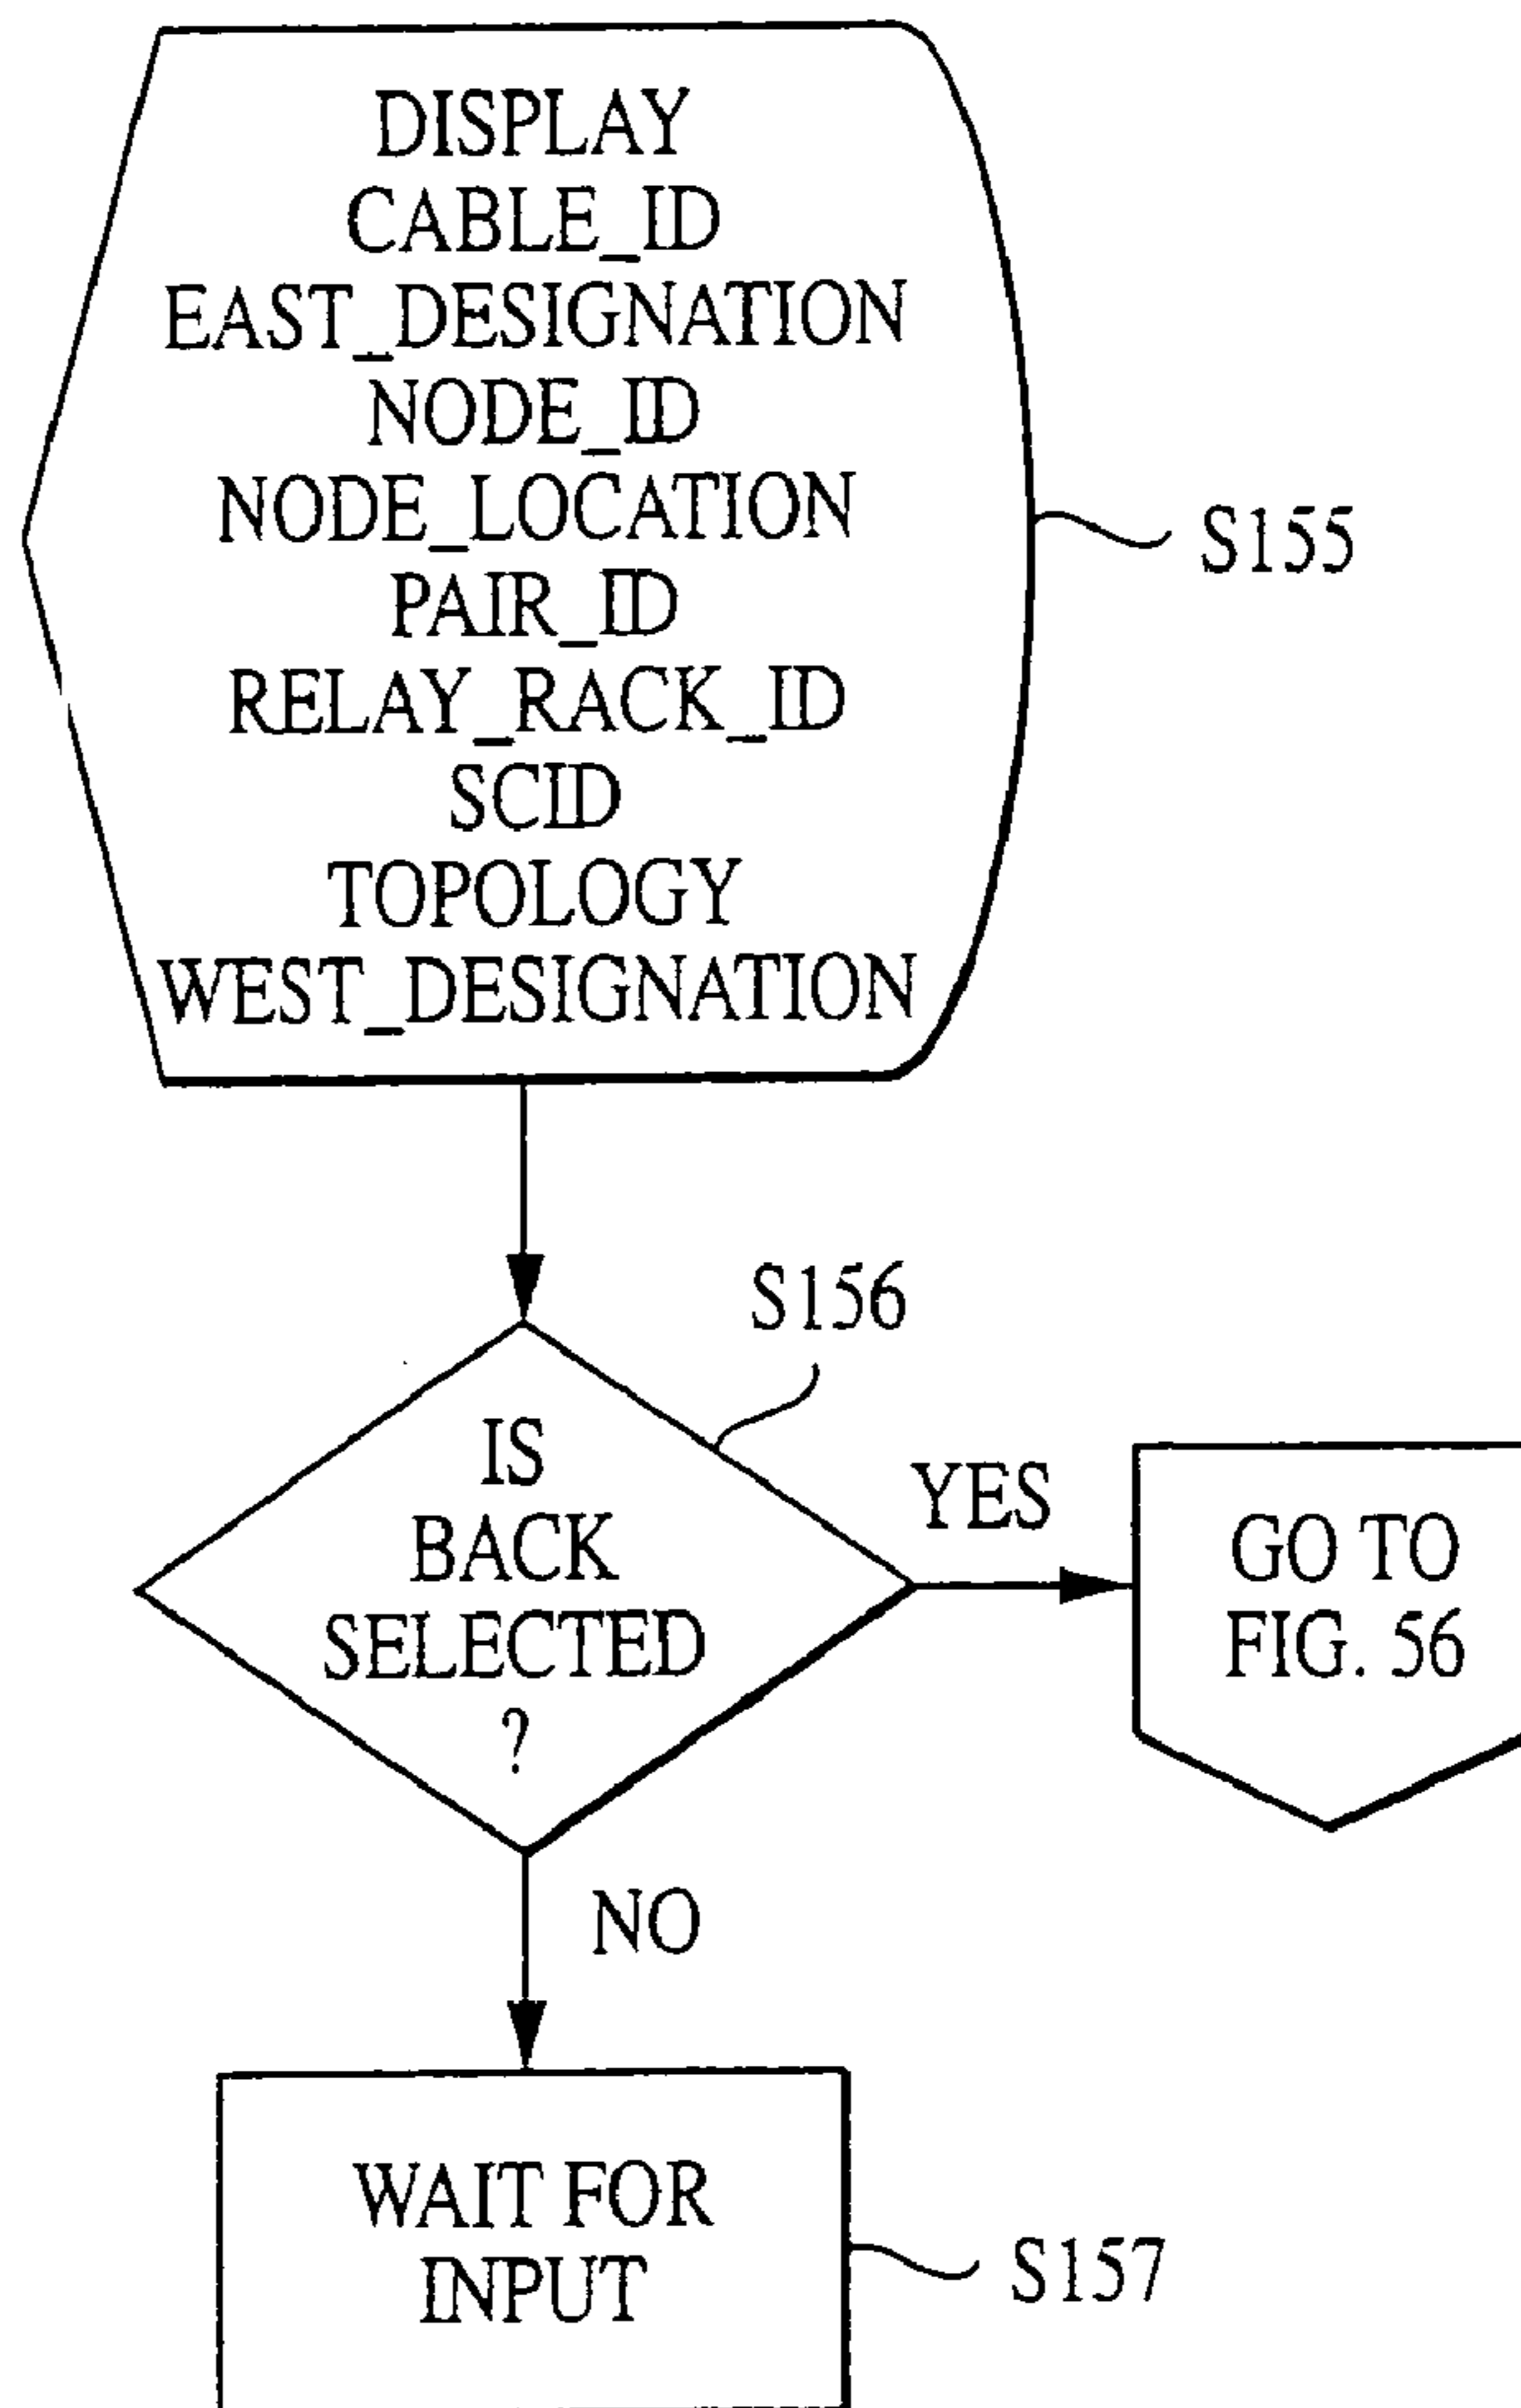 DISPLAY
CABLE_ID
EAST_DESIGNATION
NODE_ID
NODE_LOCATION
PAIR_ID
RELAY_RACK_ID
SCID
TOPOLOGY
WEST_DESIGNATION
S155
S156
IS
BACK
SELECTED
?
YES
GO TO
FIG. 56
NO
WAIT FOR
INPUT
S157